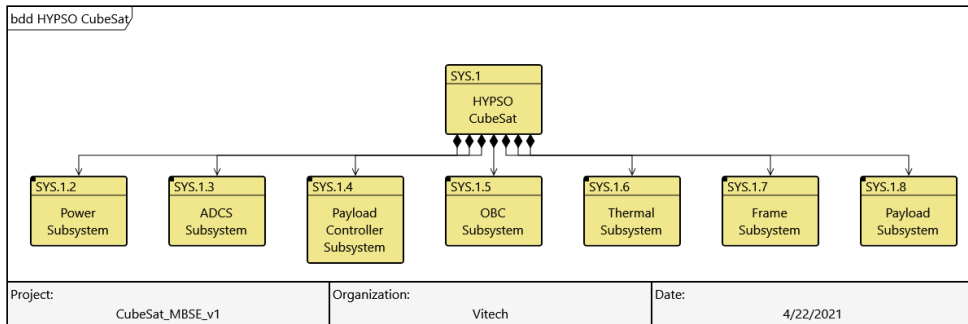 bdd HYPSO CubeSat
SYS.1
HYPSO
CubeSat
SYS.1.2
Power
Subsystem
SYS.1.3
ADCS
Subsystem
SYS.1.4
Payload
Controller
Subsystem
SYS.1.5
OBC
Subsystem
SYS.1.6
Thermal
Subsystem
SYS.1.7
Frame
Subsystem
SYS.1.8
Payload
Subsystem
Project:
CubeSat_MBSE_v1
Organization:
Vitech
Date:
4/22/2021